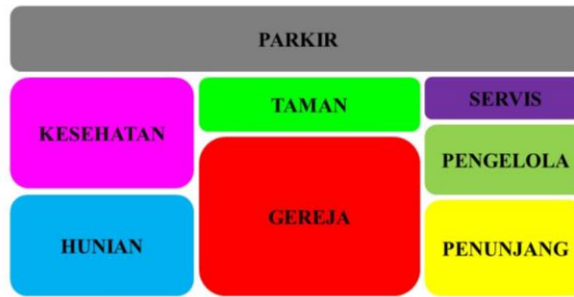 PARKIR
KESEHATAN
TAMAN
SERVIS
PENGELOLA
HUNIAN
GEREJA
PENUNJANG